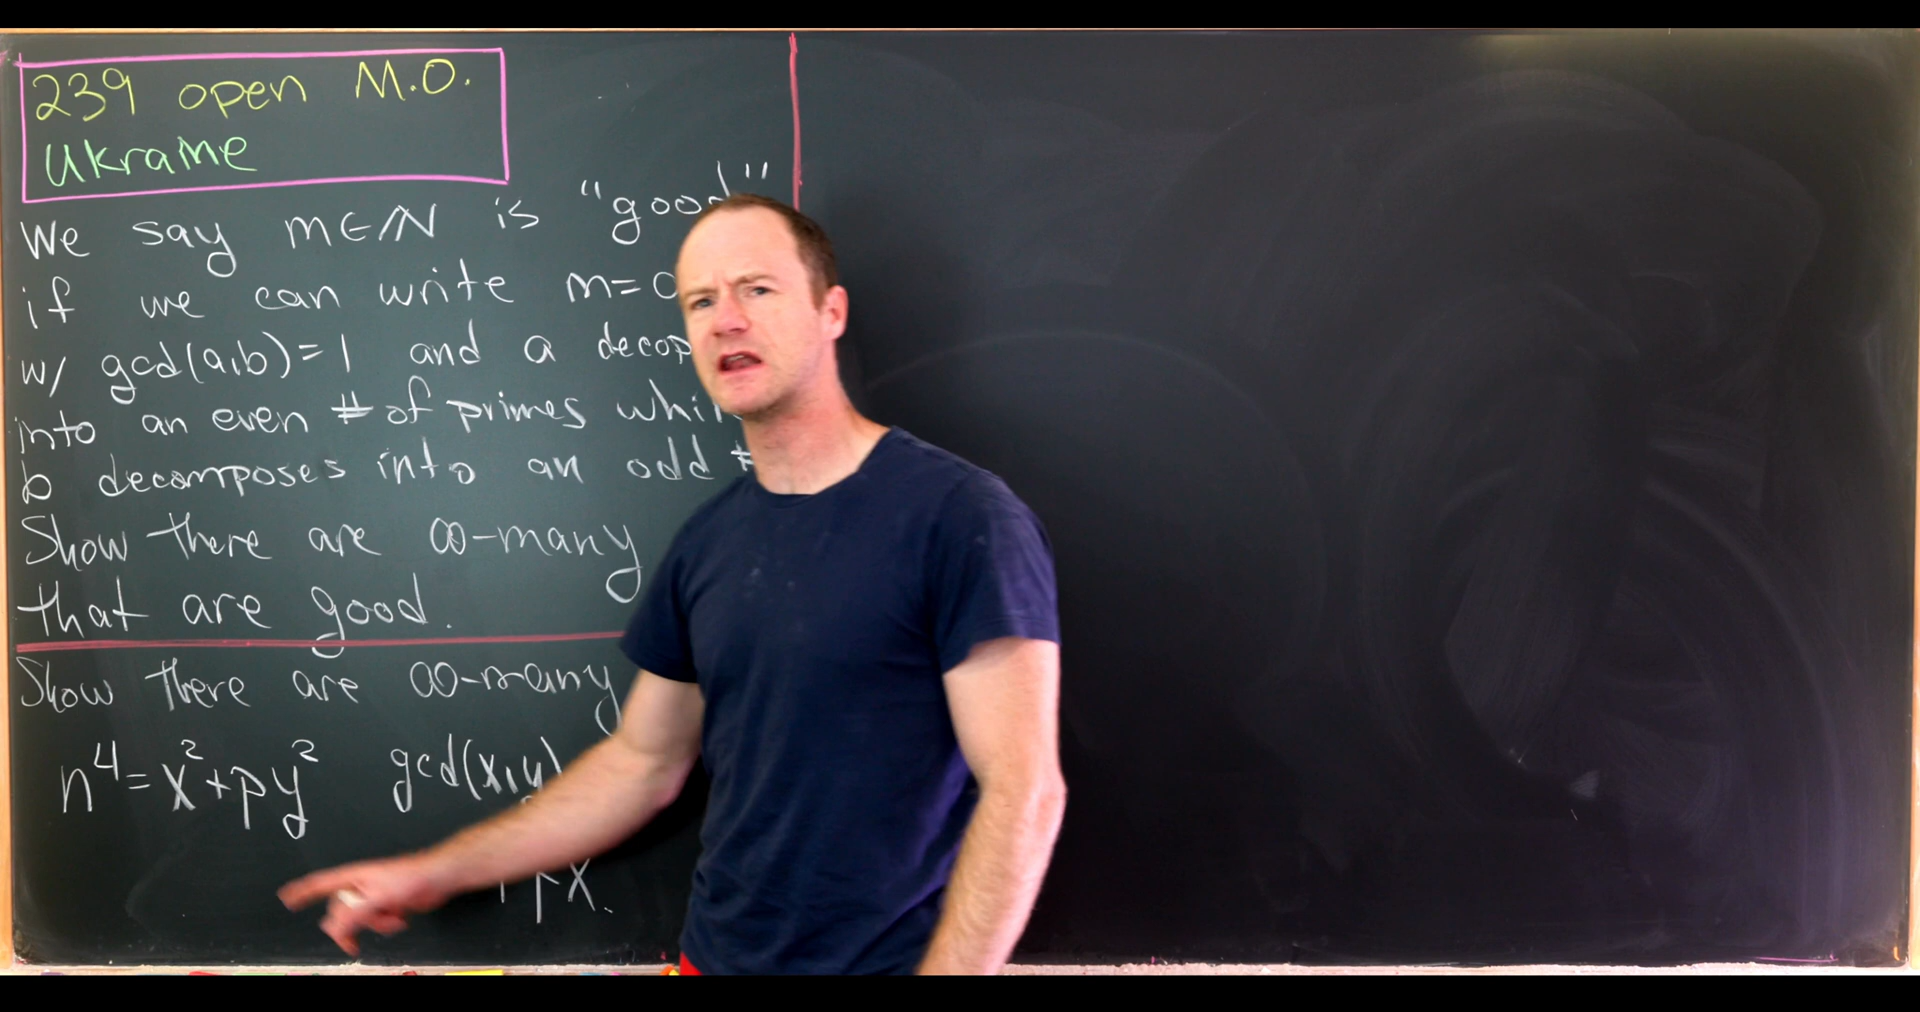 239 open M.O.
Ukraine
We say m∈ℕ is "good"
if we can write m=
w/ gcd(a,b)=1 and a
into an even # of primes
b decomposes into an odd
Show there are ∞-many
that are good.
Show there are ∞-many
n⁴=x²+py² gcd(x,y)
x.